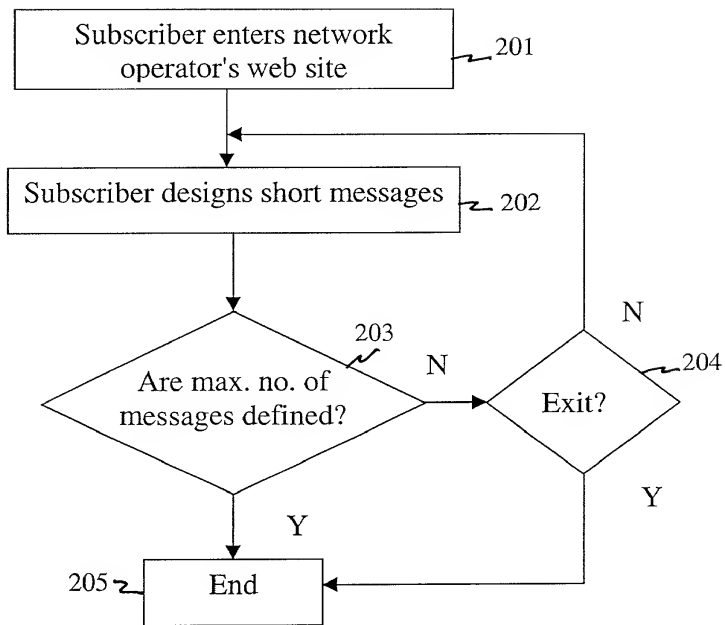 Subscriber enters network
operator's web site
201
Subscriber designs short messages
202
203
Are max. no. of
messages defined?
N
N
204
Exit?
Y
Y
205
End